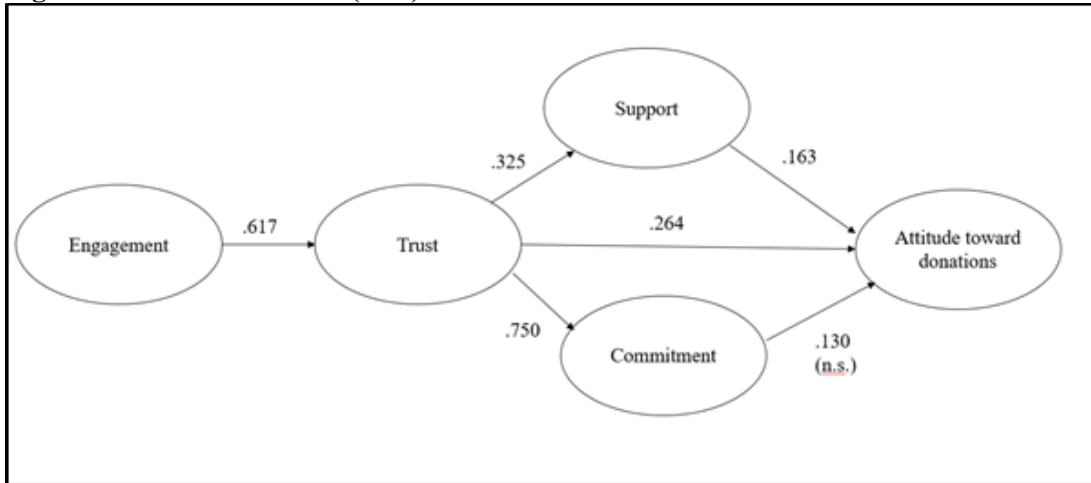 Support
.325
.163
Engagement
.617
Trust
.264
Attitude toward
donations
.750
Commitment
.130
(n.s.)